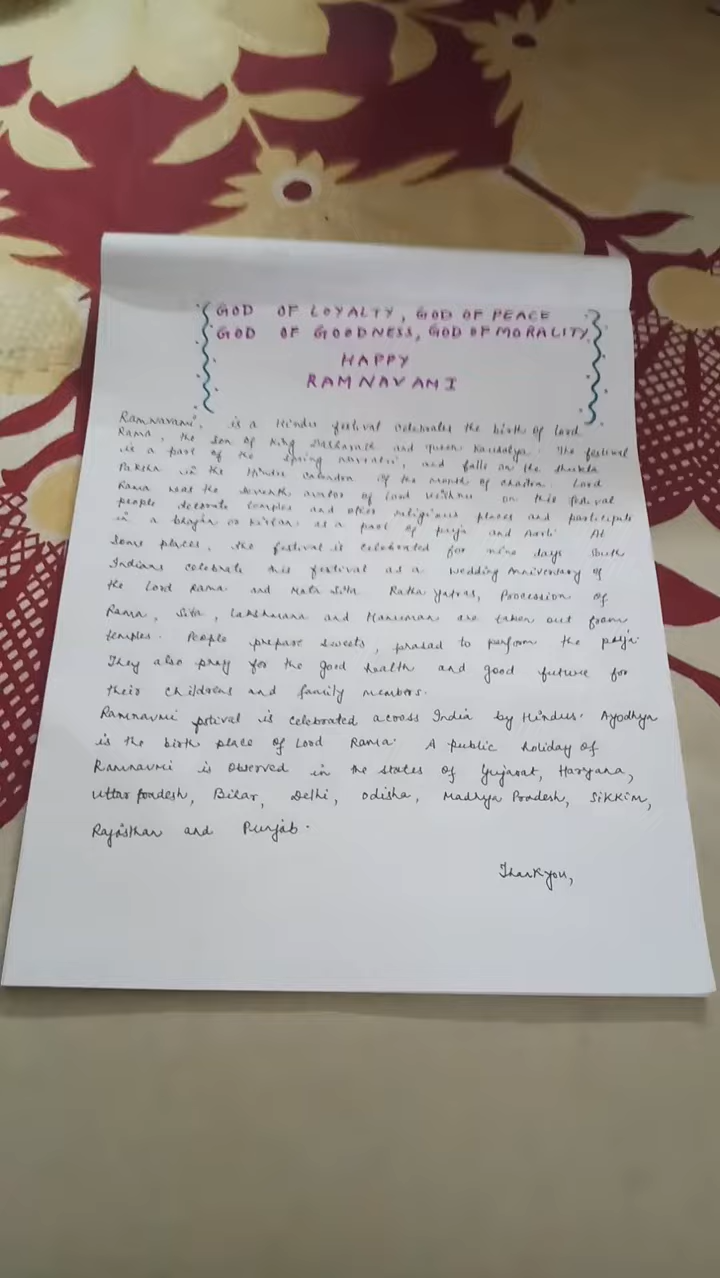 GOD OF LOYALTY, GOD OF PEACE
GOD OF GOODNESS, GOD OF MORALITY
HAPPY
RAMNAVAMI
Ramnavami, is a Hindu festival celebrates the birth of Lord
Rama, the son of King Dashrath and queen Kaushalya. The festival
is a part of the spring navratri, and falls on the Shukla
Paksha in the Hindu calendra of the month of chaitra. Lord
Rama was the seventh avatar of Lord Vishnu on this festival
people decorate temples and other religious places and participate
in a bhajan or kirtan as a part of puja and Aarti. At
some places, the festival is celebrated for nine days South
Indians celebrate this festival as a wedding Anniversary of
the Lord Rama and Mata Sita. Ratha yatras, Procession of
Rama, Sita, Lakshmana and Hanuman are taken out from
temples. People prepare sweets, prasad to perform the puja.
They also pray for the good health and good future for
their childrens and family members.
Ramnavmi festival is celebrated across India by Hindus. Ayodhya
is the birth place of Lord Rama. A public holiday of
Ramnavmi is observed in the states of Gujarat, Haryana,
Uttar Pradesh, Bihar, Delhi, Odisha, Madhya Pradesh, Sikkim,
Rajasthan and Punjab.
Thankyou,